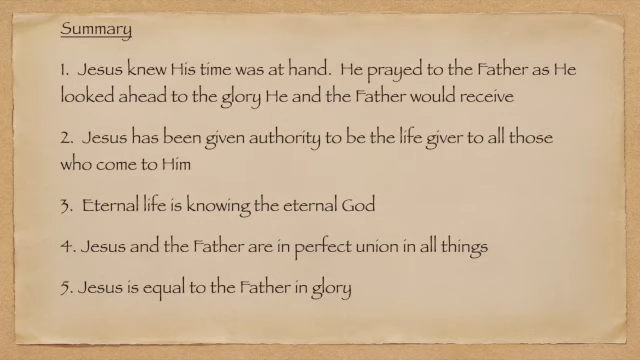 Summary
1. Jesus knew His time was at hand. He prayed to the Father as He
looked ahead to the glory He and the Father would receive
2. Jesus has been given authority to be the life giver to all those
who come to Him
3. Eternal life is knowing the eternal God
4. Jesus and the Father are in perfect union in all things
5. Jesus is equal to the Father in glory